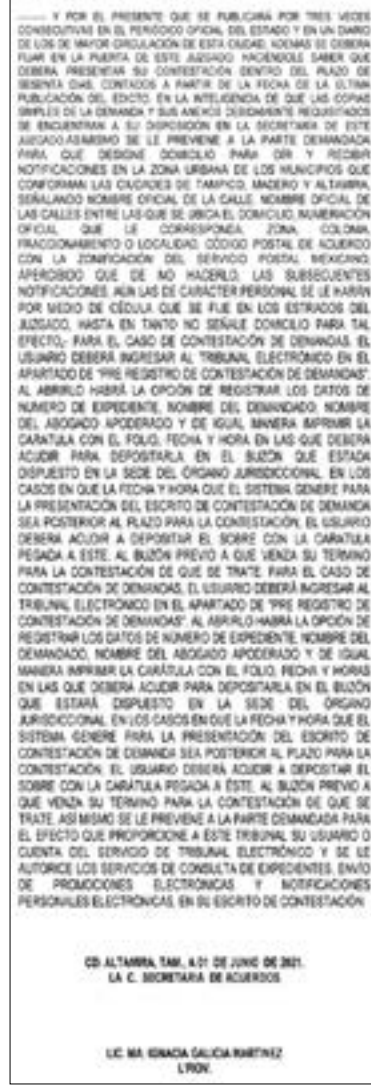 --------- Y POR EL PRESENTE QUE SE PUBLICARÁ POR TRES VECES
CONSECUTIVAS EN EL PERIÓDICO OFICIAL DEL ESTADO Y EN UN DIARIO
DE LOS DE MAYOR CIRCULACIÓN DE ESTA CIUDAD, ADEMAS SE DEBERA
FIJAR EN LA PUERTA DE ESTE JUZGADO HACIENDOLE SABER QUE
DEBERÁ PRESENTAR SU CONTESTACIÓN DENTRO DEL PLAZO DE
SESENTA DIAS, CONTADOS A PARTIR DE LA FECHA DE LA ULTIMA
PUBLICACIÓN DEL EDICTO, EN LA INTELIGENCIA DE QUE LAS COPIAS
SIMPLES DE LA DEMANDA Y SUS ANEXOS DEBIDAMENTE REQUISITADOS
SE ENCUENTRAN A SU DISPOSICIÓN EN LA SECRETARÍA DE ESTE
JUZGADO ASIMISMO SE LE PREVIENE A LA PARTE DEMANDADA
PARA QUE DESIGNE DOMICILIO PARA OÍR Y RECIBIR
NOTIFICACIONES EN LA ZONA URBANA DE LOS MUNICIPIOS QUE
CONFORMAN LAS CIUDADES DE TAMPICO, MADERO Y ALTAMIRA,
SEÑALANDO NOMBRE OFICIAL DE LA CALLE, NOMBRE OFICIAL DE
LAS CALLES ENTRE LAS QUE SE UBICA EL DOMICILIO, NUMERACIÓN
OFICIAL QUE LE CORRESPONDA, ZONA, COLONIA,
FRACCIONAMIENTO O LOCALIDAD, CÓDIGO POSTAL DE ACUERDO
CON LA ZONIFICACIÓN DEL SERVICIO POSTAL MEXICANO,
APERCIBIDO QUE DE NO HACERLO, LAS SUBSECUENTES
NOTIFICACIONES, AUN LAS DE CARÁCTER PERSONAL SE LE HARÁN
POR MEDIO DE CÉDULA QUE SE FIJE EN LOS ESTRADOS DEL
JUZGADO, HASTA EN TANTO NO SEÑALE DOMICILIO PARA TAL
EFECTO,- PARA EL CASO DE CONTESTACIÓN DE DEMANDAS, EL
USUARIO DEBERÁ INGRESAR AL TRIBUNAL ELECTRÓNICO EN EL
APARTADO DE "PRE REGISTRO DE CONTESTACIÓN DE DEMANDAS".
AL ABRIRLO HABRÁ LA OPCIÓN DE REGISTRAR LOS DATOS DE
NUMERO DE EXPEDIENTE, NOMBRE DEL DEMANDADO, NOMBRE
DEL ABOGADO APODERADO Y DE IGUAL MANERA IMPRIMIR LA
CARATULA CON EL FOLIO, FECHA Y HORA EN LAS QUE DEBERA
ACUDIR PARA DEPOSITARLA EN EL BUZON QUE ESTARA
DISPUESTO EN LA SEDE DEL ÓRGANO JURISDICCIONAL. EN LOS
CASOS EN QUE LA FECHA Y HORA QUE EL SISTEMA GENERE PARA
LA PRESENTACIÓN DEL ESCRITO DE CONTESTACIÓN DE DEMANDA
SEA POSTERIOR AL PLAZO PARA LA CONTESTACIÓN, EL USUARIO
DEBERA ACUDIR A DEPOSITAR EL SOBRE CON LA CARATULA
PEGADA A ESTE, AL BUZÓN PREVIO A QUE VENZA SU TERMINO
PARA LA CONTESTACIÓN DE QUE SE TRATE. PARA EL CASO DE
CONTESTACIÓN DE DEMANDAS, EL USUARIO DEBERÁ INGRESAR AL
TRIBUNAL ELECTRÓNICO EN EL APARTADO DE "PRE REGISTRO DE
CONTESTACIÓN DE DEMANDAS". AL ABRIRLO HABRÁ LA OPCIÓN DE
REGISTRAR LOS DATOS DE NUMERO DE EXPEDIENTE, NOMBRE DEL
DEMANDADO, NOMBRE DEL ABOGADO APODERADO Y DE IGUAL
MANERA IMPRIMIR LA CARÁTULA CON EL FOLIO, FECHA Y HORAS
EN LAS QUE DEBERA ACUDIR PARA DEPOSITARLA EN EL BUZÓN
QUE ESTARÁ DISPUESTO EN LA SEDE DEL ÓRGANO
JURISDICCIONAL. EN LOS CASOS EN QUE LA FECHA Y HORA QUE EL
SISTEMA GENERE PARA LA PRESENTACIÓN DEL ESCRITO DE
CONTESTACIÓN DE DEMANDA SEA POSTERIOR AL PLAZO PARA LA
CONTESTACIÓN, EL USUARIO DEBERÁ ACUDIR A DEPOSITAR EL
SOBRE CON LA CARÁTULA PEGADA A ÉSTE, AL BUZÓN PREVIO A
QUE VENZA SU TÉRMINO PARA LA CONTESTACIÓN DE QUE SE
TRATE. ASÍ MISMO SE LE PREVIENE A LA PARTE DEMANDADA PARA
EL EFECTO QUE PROPORCIONE A ESTE TRIBUNAL SU USUARIO O
CUENTA DEL SERVICIO DE TRIBUNAL ELECTRÓNICO Y SE LE
AUTORICE LOS SERVICIOS DE CONSULTA DE EXPEDIENTES, ENVÍO
DE PROMOCIONES ELECTRÓNICAS Y NOTIFICACIONES
PERSONALES ELECTRÓNICAS, EN SU ESCRITO DE CONTESTACIÓN.
CD. ALTAMIRA, TAM., A 01 DE JUNIO DE 2021.
LA C. SECRETARIA DE ACUERDOS
LIC. MA. IGNACIA GALICIA MARTINEZ
L'RGV.